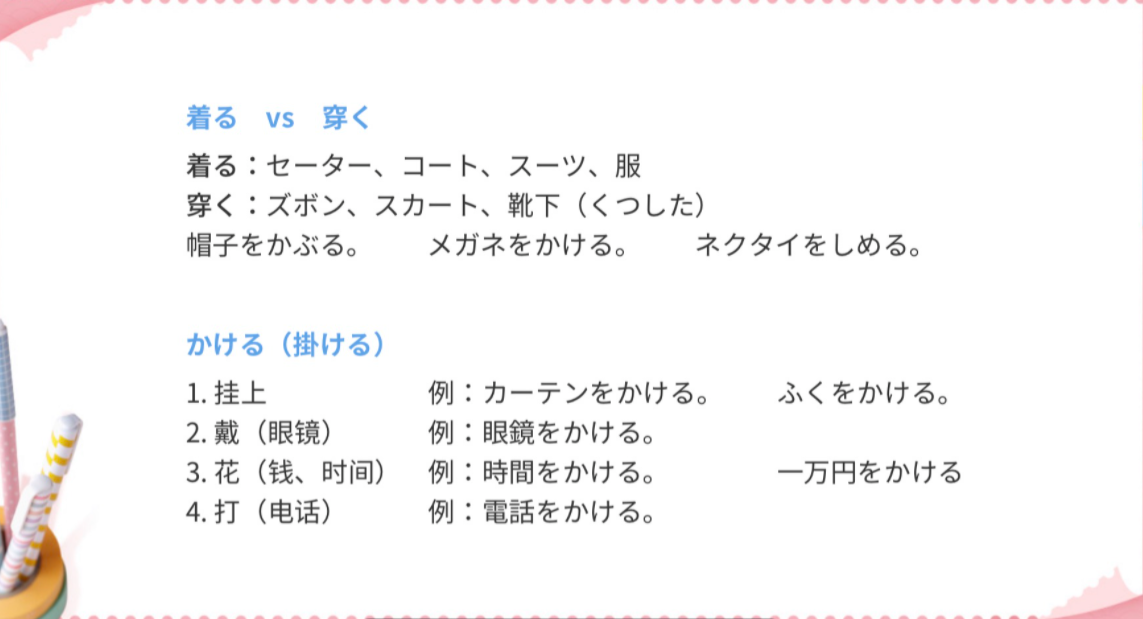 着る　vs　穿く
着る：セーター、コート、スーツ、服
穿く：ズボン、スカート、靴下（くつした）
帽子をかぶる。　　メガネをかける。　　ネクタイをしめる。
かける（掛ける）
1. 挂上　　例：カーテンをかける。　　ふくをかける。
2. 戴（眼镜）　　例：眼鏡をかける。
3. 花（钱、时间）　　例：時間をかける。　　一万円をかける
4. 打（电话）　　例：電話をかける。